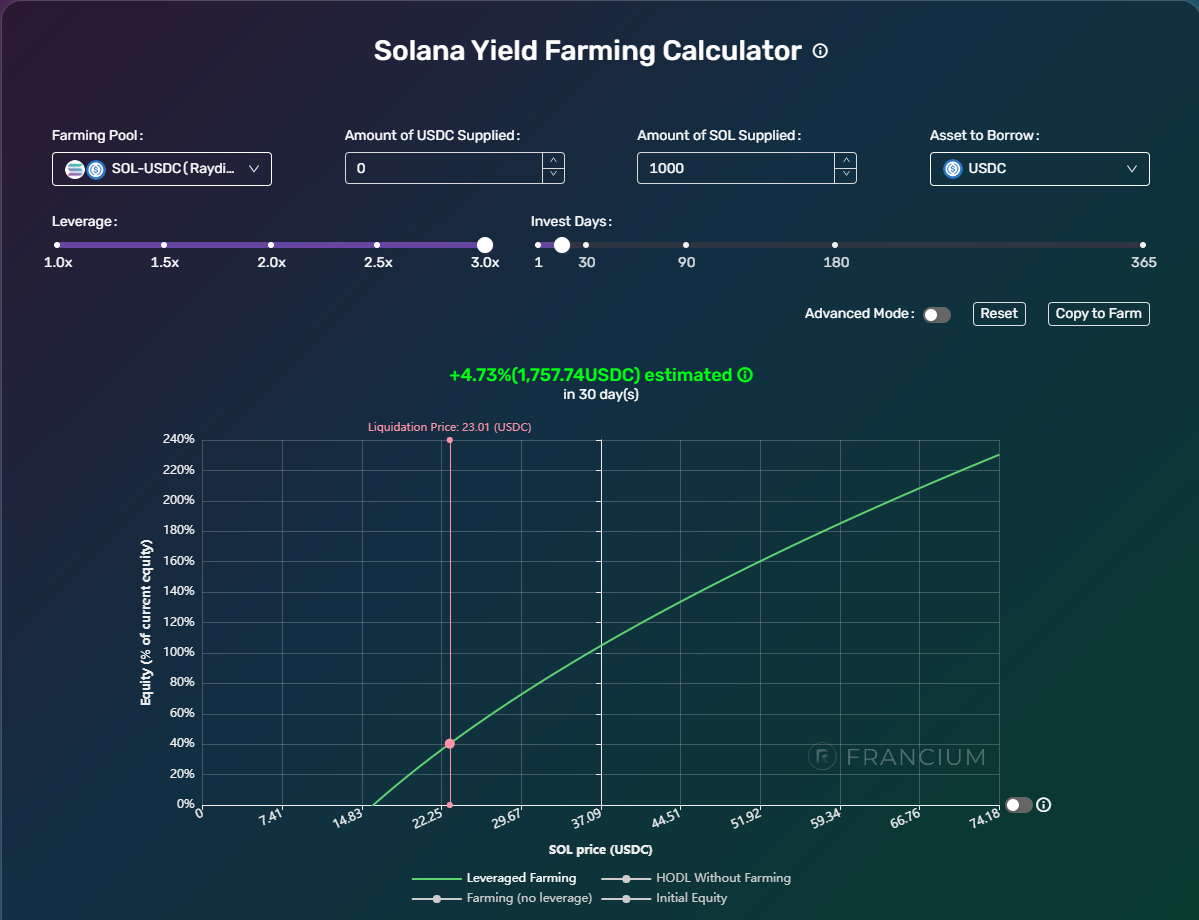 Solana Yield Farming Calculator
Farming Pool: Amount of USDC Supplied: Amount of SOL Supplied: Asset to Borrow:
SOL-USDC(Raydi... 0 1000 USDC
Leverage: Invest Days:
1.0x 1.5x 2.0x 2.5x 3.0x 1 30 90 180 365
Advanced Mode: Reset Copy to Farm
+4.73%(1,757.74USDC) estimated
in 30 day(s)
Liquidation Price: 23.01 (USDC)
240%
220%
200%
180%
160%
140%
120%
100%
80%
60%
40%
20%
0%
Equity (% of current equity)
FRANCIUM
0 7.41 14.83 22.25 29.67 37.09 44.51 51.92 59.34 66.76 74.18
SOL price (USDC)
Leveraged Farming HODL Without Farming
Farming (no leverage) Initial Equity